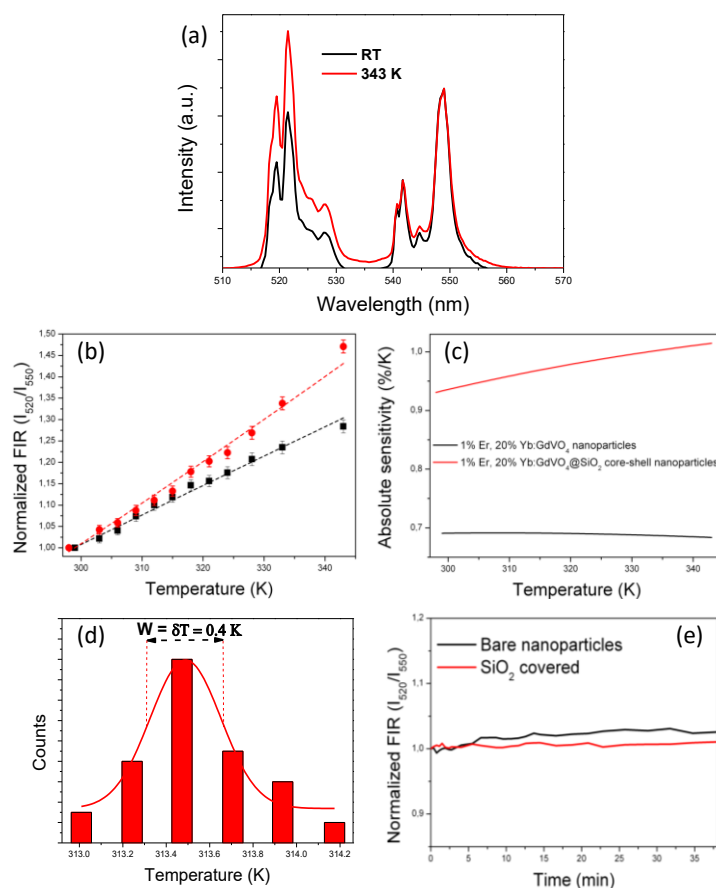 (a)
RT
343 K
Intensity (a.u.)
510 520 530 540 550 560 570
Wavelength (nm)
(b)
1,50
1,45
1,40
1,35
1,30
1,25
1,20
1,15
1,10
1,05
1,00
Normalized FIR (I520/I550)
300 310 320 330 340
Temperature (K)
(c)
1,0
0,9
0,8
0,7
Absolute sensitivity (%/K)
1% Er, 20% Yb:GdVO4 nanoparticles
1% Er, 20% Yb:GdVO4@SiO2 core-shell nanoparticles
300 310 320 330 340
Temperature (K)
(d)
W = δT = 0.4 K
Counts
313.0 313.2 313.4 313.6 313.8 314.0 314.2
Temperature (K)
(e)
1,2
1,1
1,0
0,9
Normalized FIR (I520/I550)
Bare nanoparticles
SiO2 covered
0 5 10 15 20 25 30 35
Time (min)